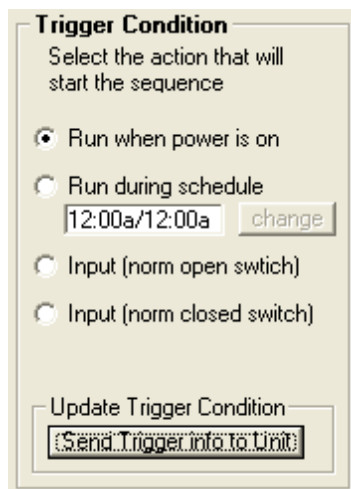 Trigger Condition
Select the action that will
start the sequence
Run when power is on
Run during schedule
12:00a/12:00a change
Input (norm open swtich)
Input (norm closed switch)
Update Trigger Condition
Send Trigger info to Unit